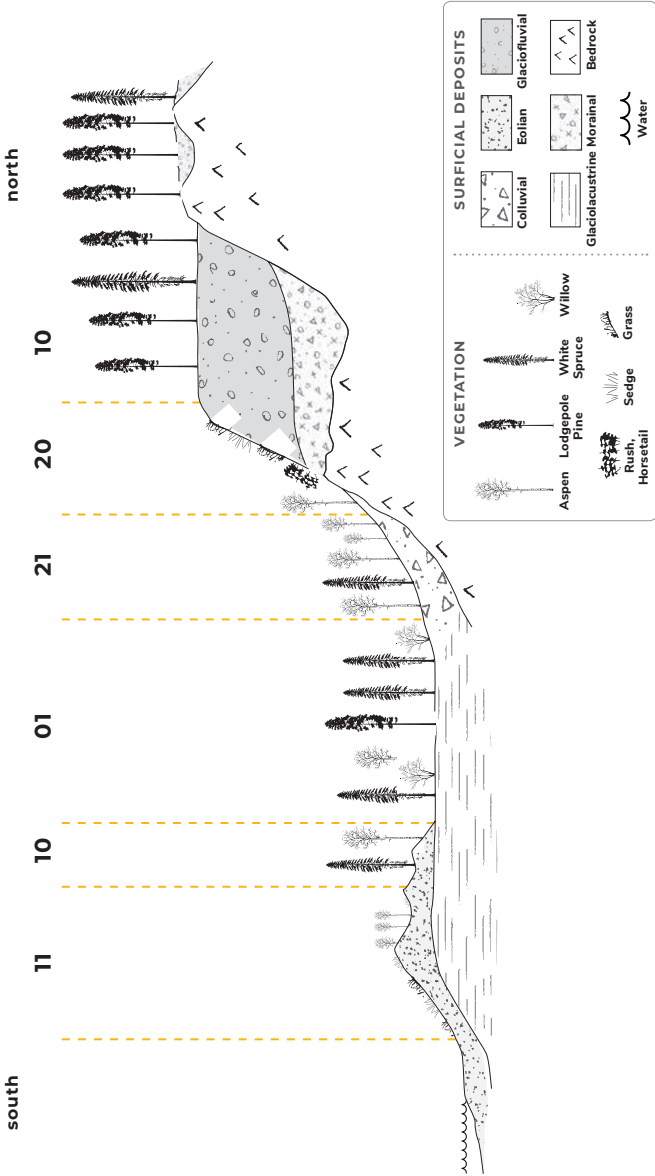 south
11
10
01
21
20
10
north
VEGETATION
Aspen
Lodgepole
Pine
White
Spruce
Willow
Rush,
Horsetail
Sedge
Grass
SURFICIAL DEPOSITS
Colluvial
Eolian
Glaciofluvial
Glaciolacustrine
Morainal
Bedrock
Water